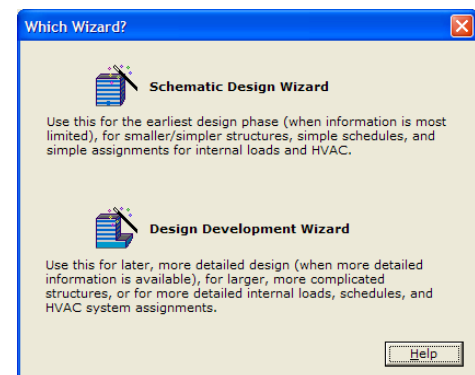 Which Wizard?
Schematic Design Wizard
Use this for the earliest design phase (when information is most
limited), for smaller/simpler structures, simple schedules, and
simple assignments for internal loads and HVAC.
Design Development Wizard
Use this for later, more detailed design (when more detailed
information is available), for larger, more complicated
structures, or for more detailed internal loads, schedules, and
HVAC system assignments.
Help